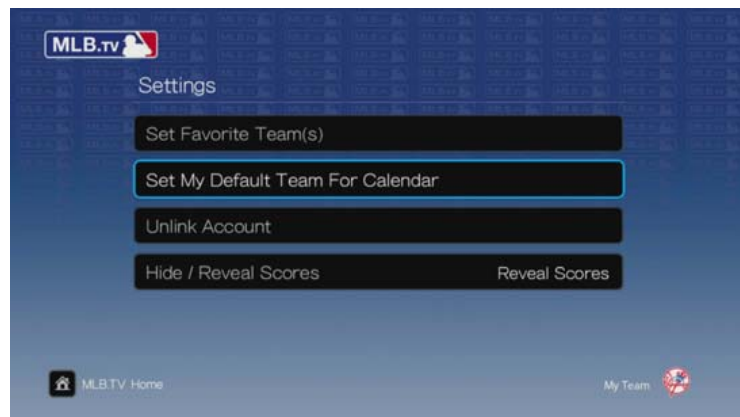 MLB.TV
Settings
Set Favorite Team(s)
Set My Default Team For Calendar
Unlink Account
Hide / Reveal Scores Reveal Scores
MLB.TV Home My Team